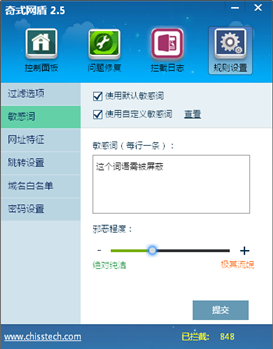 奇式网盾 2.5
控制面板
问题修复
拦截日志
规则设置
过滤选项
敏感词
网址特征
跳转设置
域名白名单
密码设置
使用默认敏感词
使用自定义敏感词 查看
敏感词（每行一条）：
这个词语需被屏蔽
邪恶程度：
- +
绝对纯洁 极其流氓
提交
www.chisstech.com 已拦截： 848